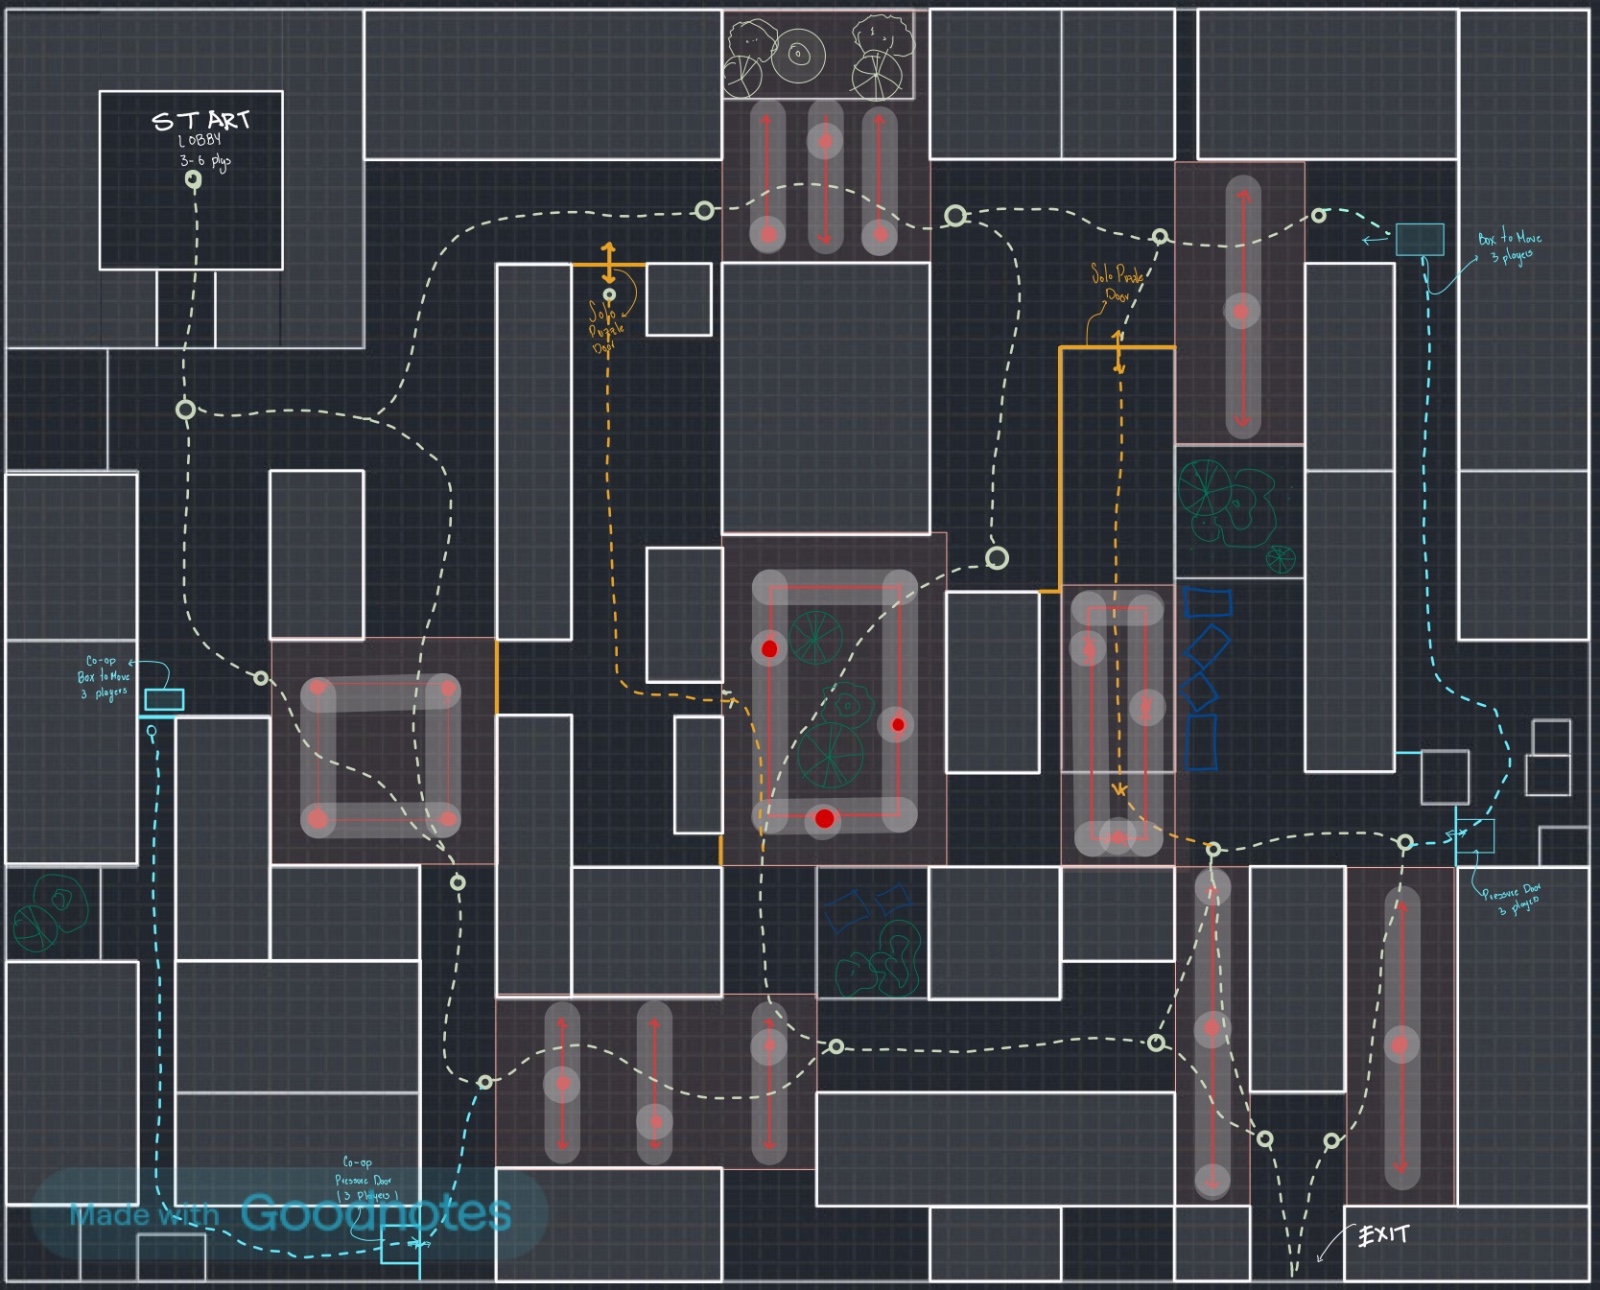 START
LOBBY
3-6 plys
Solo
Puzzle
Door
Solo Puzzle
Door
Box to Move
3 players
Co-op
Box to Move
3 players
Pressure Door
3 players
Co-op
Pressure Door
(3 Players)
Made with Goodnotes
EXIT